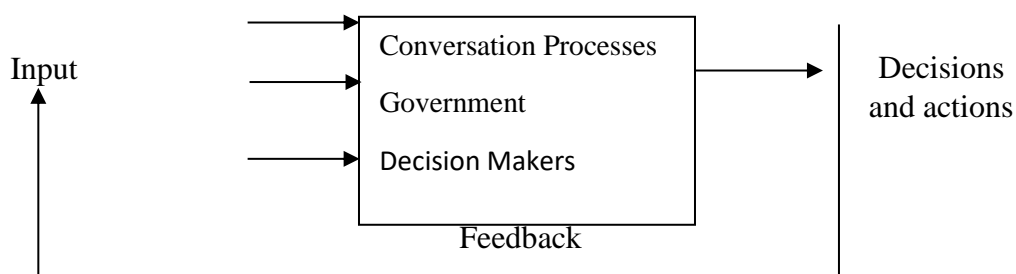 Input
Conversation Processes
Government
Decision Makers
Decisions
and actions
Feedback